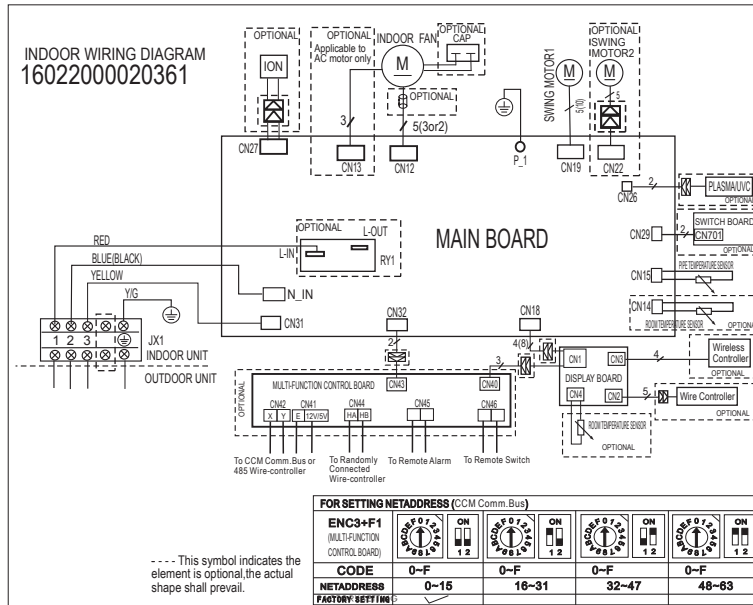 INDOOR WIRING DIAGRAM
16022000020361
OPTIONAL
ION
CN27
OPTIONAL
Applicable to
AC motor only
3
CN13
INDOOR FAN
M
OPTIONAL
CAP
OPTIONAL
5(3or2)
CN12
P_1
SWING MOTOR1
M
5(10)
CN19
OPTIONAL
SWING
MOTOR2
M
5
CN22
CN26
2
PLASMA/UVC
OPTIONAL
CN29
2
SWITCH BOARD
CN701
OPTIONAL
CN15
PIPE TEMPERATURE SENSOR
CN14
ROOM TEMPERATURE SENSOR
OPTIONAL
MAIN BOARD
OPTIONAL
L-OUT
L-IN
RY1
RED
BLUE(BLACK)
YELLOW
Y/G
N_IN
CN31
1 2 3
JX1
INDOOR UNIT
OUTDOOR UNIT
CN32
2
CN18
4(8)
3
OPTIONAL
MULTI-FUNCTION CONTROL BOARD
CN43
CN40
CN42
X Y
CN41
E 12V/5V
CN44
HA HB
CN45
CN46
To CCM Comm.Bus or
485 Wire-controller
To Randomly
Connected
Wire-controller
To Remote Alarm
To Remote Switch
CN1
CN3
DISPLAY BOARD
CN4
CN2
4
Wireless
Controller
OPTIONAL
5
Wire Controller
OPTIONAL
ROOM TEMPERATURE SENSOR
OPTIONAL
---- This symbol indicates the
element is optional,the actual
shape shall prevail.
FOR SETTING NETADDRESS (CCM Comm.Bus)
ENC3+F1
(MULTI-FUNCTION
CONTROL BOARD)
ON
1 2
ON
1 2
ON
1 2
ON
1 2
CODE 0~F 0~F 0~F 0~F
NETADDRESS 0~15 16~31 32~47 48~63
FACTORY SETTING